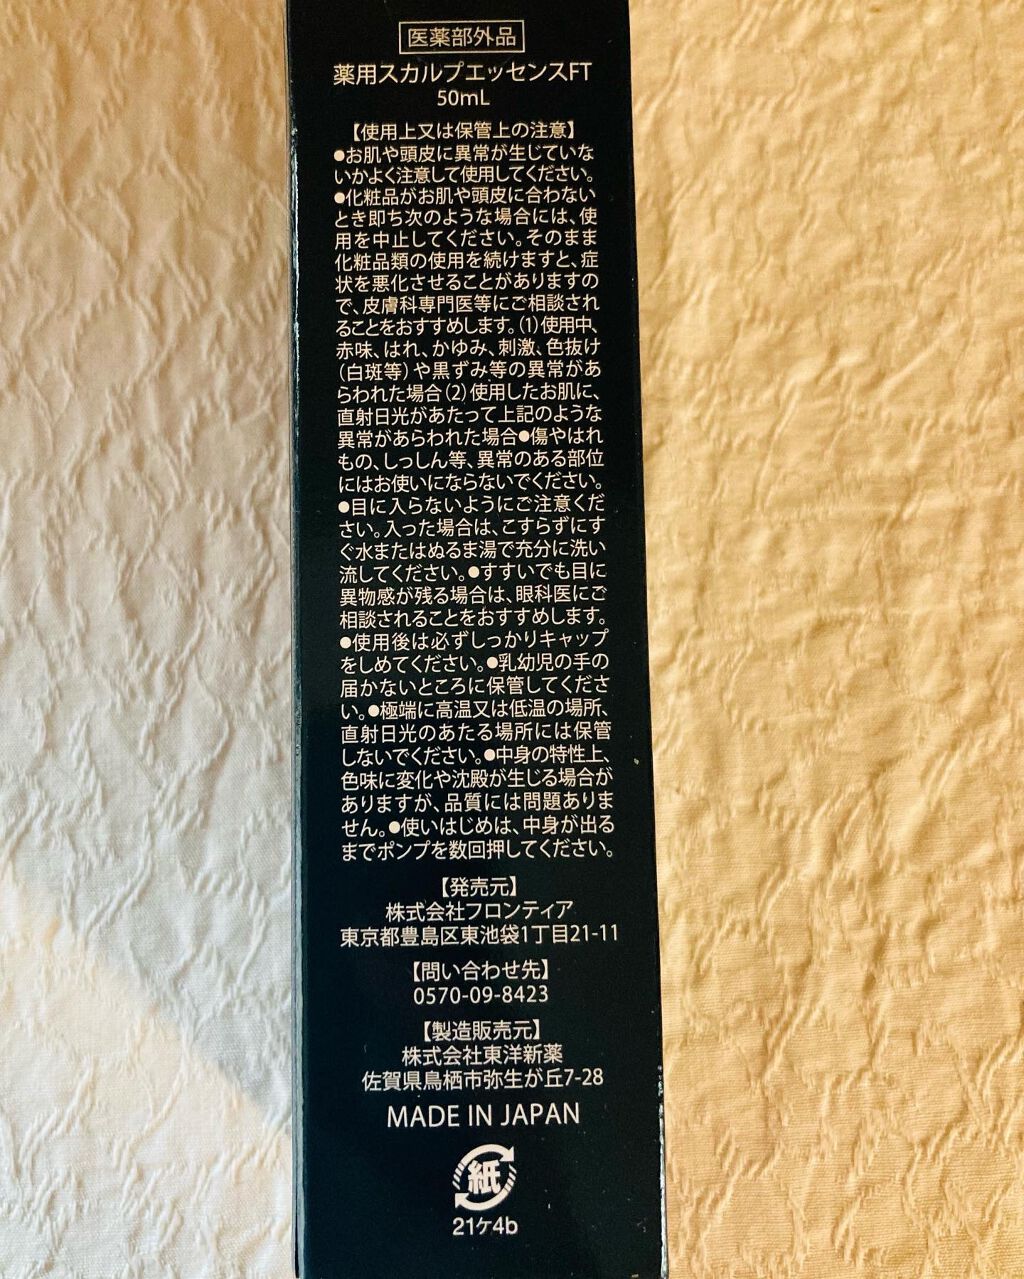 医薬部外品
薬用スカルプエッセンスFT
50mL
【使用上又は保管上の注意】
●お肌や頭皮に異常が生じていな
いかよく注意して使用してください。
●化粧品がお肌や頭皮に合わない
とき即ち次のような場合には、使
用を中止してください。そのまま
化粧品類の使用を続けますと、症
状を悪化させることがありますの
で、皮膚科専門医等にご相談され
ることをおすすめします。(1)使用中、
赤味、はれ、かゆみ、刺激、色抜け
(白斑等)や黒ずみ等の異常があ
らわれた場合(2)使用したお肌に、
直射日光があたって上記のような
異常があらわれた場合●傷やはれ
もの、しっしん等、異常のある部位
にはお使いにならないでください。
●目に入らないようにご注意くだ
さい。入った場合は、こすらずにす
ぐ水またはぬるま湯で充分に洗い
流してください。●すすいでも目に
異物感が残る場合は、眼科医にご
相談されることをおすすめします。
●使用後は必ずしっかりキャップ
をしめてください。●乳幼児の手の
届かないところに保管してくださ
い。●極端に高温又は低温の場所、
直射日光のあたる場所には保管
しないでください。●中身の特性上、
色味に変化や沈殿が生じる場合が
ありますが、品質には問題ありま
せん。●使いはじめは、中身が出る
までポンプを数回押してください。
【発売元】
株式会社フロンティア
東京都豊島区東池袋1丁目21-11
【問い合わせ先】
0570-09-8423
【製造販売元】
株式会社東洋新薬
佐賀県鳥栖市弥生が丘7-28
MADE IN JAPAN
紙
21ケ4b